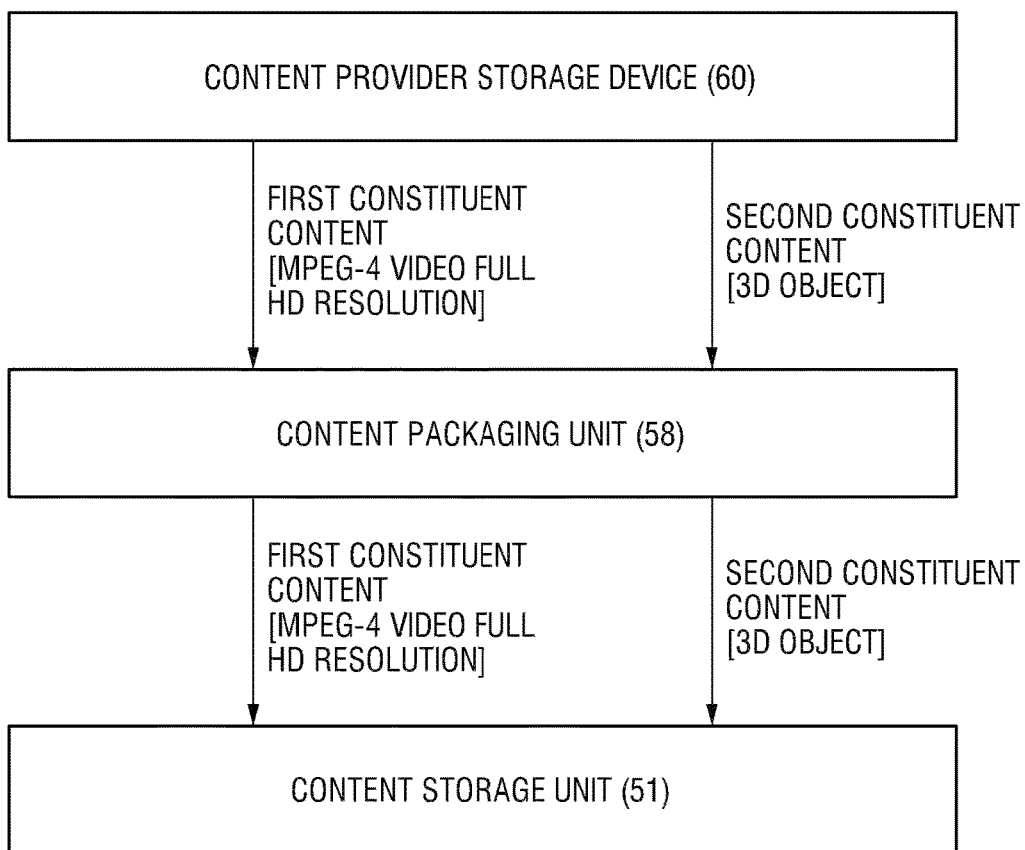 CONTENT PROVIDER STORAGE DEVICE (60)
FIRST CONSTITUENT
CONTENT
[MPEG-4 VIDEO FULL
HD RESOLUTION]
SECOND CONSTITUENT
CONTENT
[3D OBJECT]
CONTENT PACKAGING UNIT (58)
FIRST CONSTITUENT
CONTENT
[MPEG-4 VIDEO FULL
HD RESOLUTION]
SECOND CONSTITUENT
CONTENT
[3D OBJECT]
CONTENT STORAGE UNIT (51)